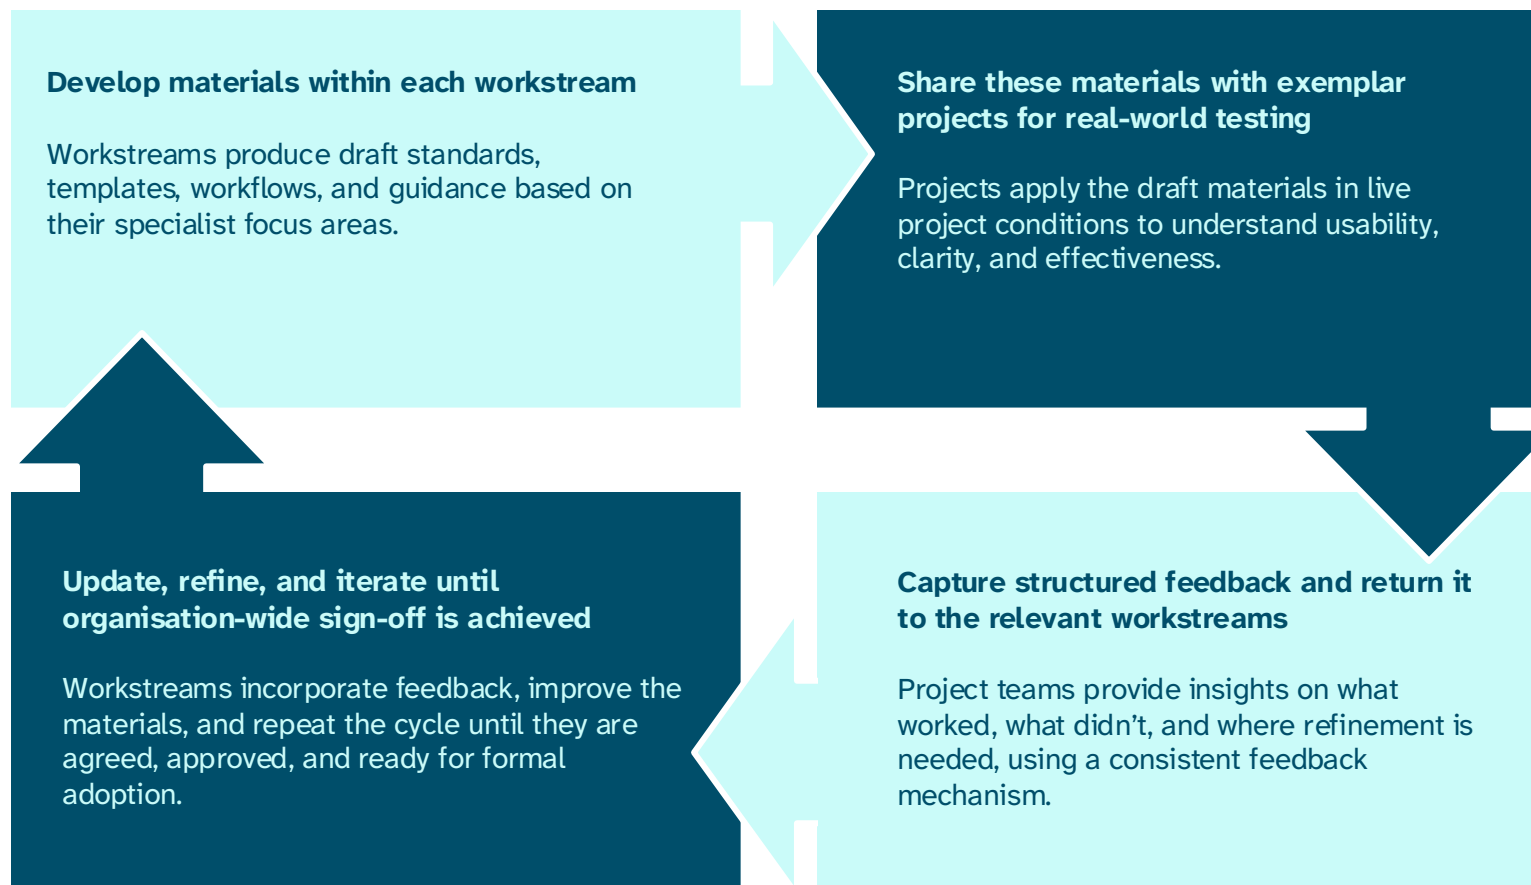 Develop materials within each workstream
Workstreams produce draft standards,
templates, workflows, and guidance based on
their specialist focus areas.
Share these materials with exemplar
projects for real-world testing
Projects apply the draft materials in live
project conditions to understand usability,
clarity, and effectiveness.
Capture structured feedback and return it
to the relevant workstreams
Project teams provide insights on what
worked, what didn’t, and where refinement is
needed, using a consistent feedback
mechanism.
Update, refine, and iterate until
organisation-wide sign-off is achieved
Workstreams incorporate feedback, improve the
materials, and repeat the cycle until they are
agreed, approved, and ready for formal
adoption.